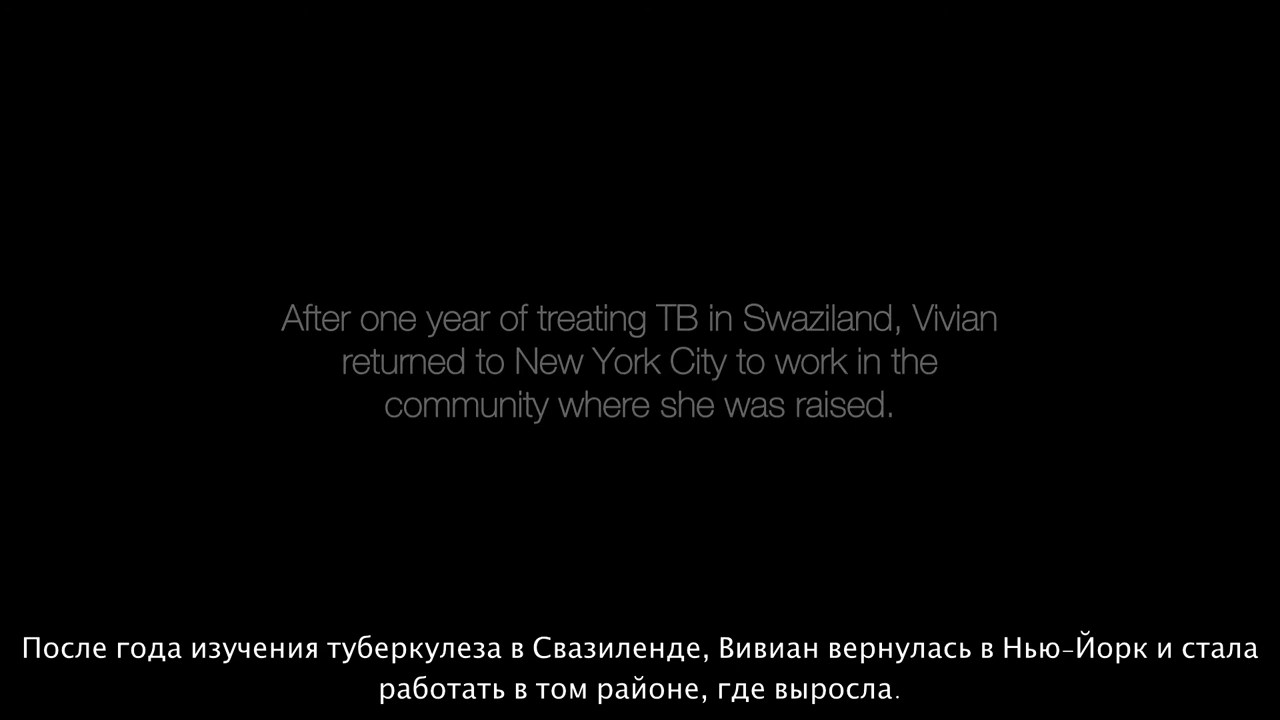 After one year of treating TB in Swaziland, Vivian
returned to New York City to work in the
community where she was raised.
После года изучения туберкулеза в Свазиленде, Вивиан вернулась в Нью-Йорк и стала
работать в том районе, где выросла.